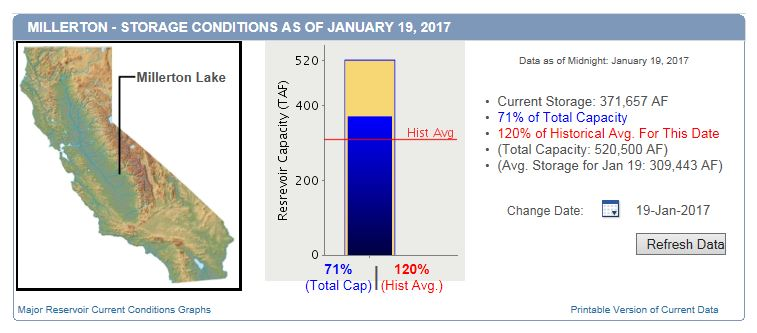 MILLERTON - STORAGE CONDITIONS AS OF JANUARY 19, 2017
Millerton Lake
Resrevoir Capacity (TAF)
520
400
200
0
Hist Avg
71%
(Total Cap)
120%
(Hist Avg.)
Data as of Midnight: January 19, 2017
• Current Storage: 371,657 AF
• 71% of Total Capacity
• 120% of Historical Avg. For This Date
• (Total Capacity: 520,500 AF)
• (Avg. Storage for Jan 19: 309,443 AF)
Change Date: 19-Jan-2017
Refresh Data
Major Reservoir Current Conditions Graphs
Printable Version of Current Data